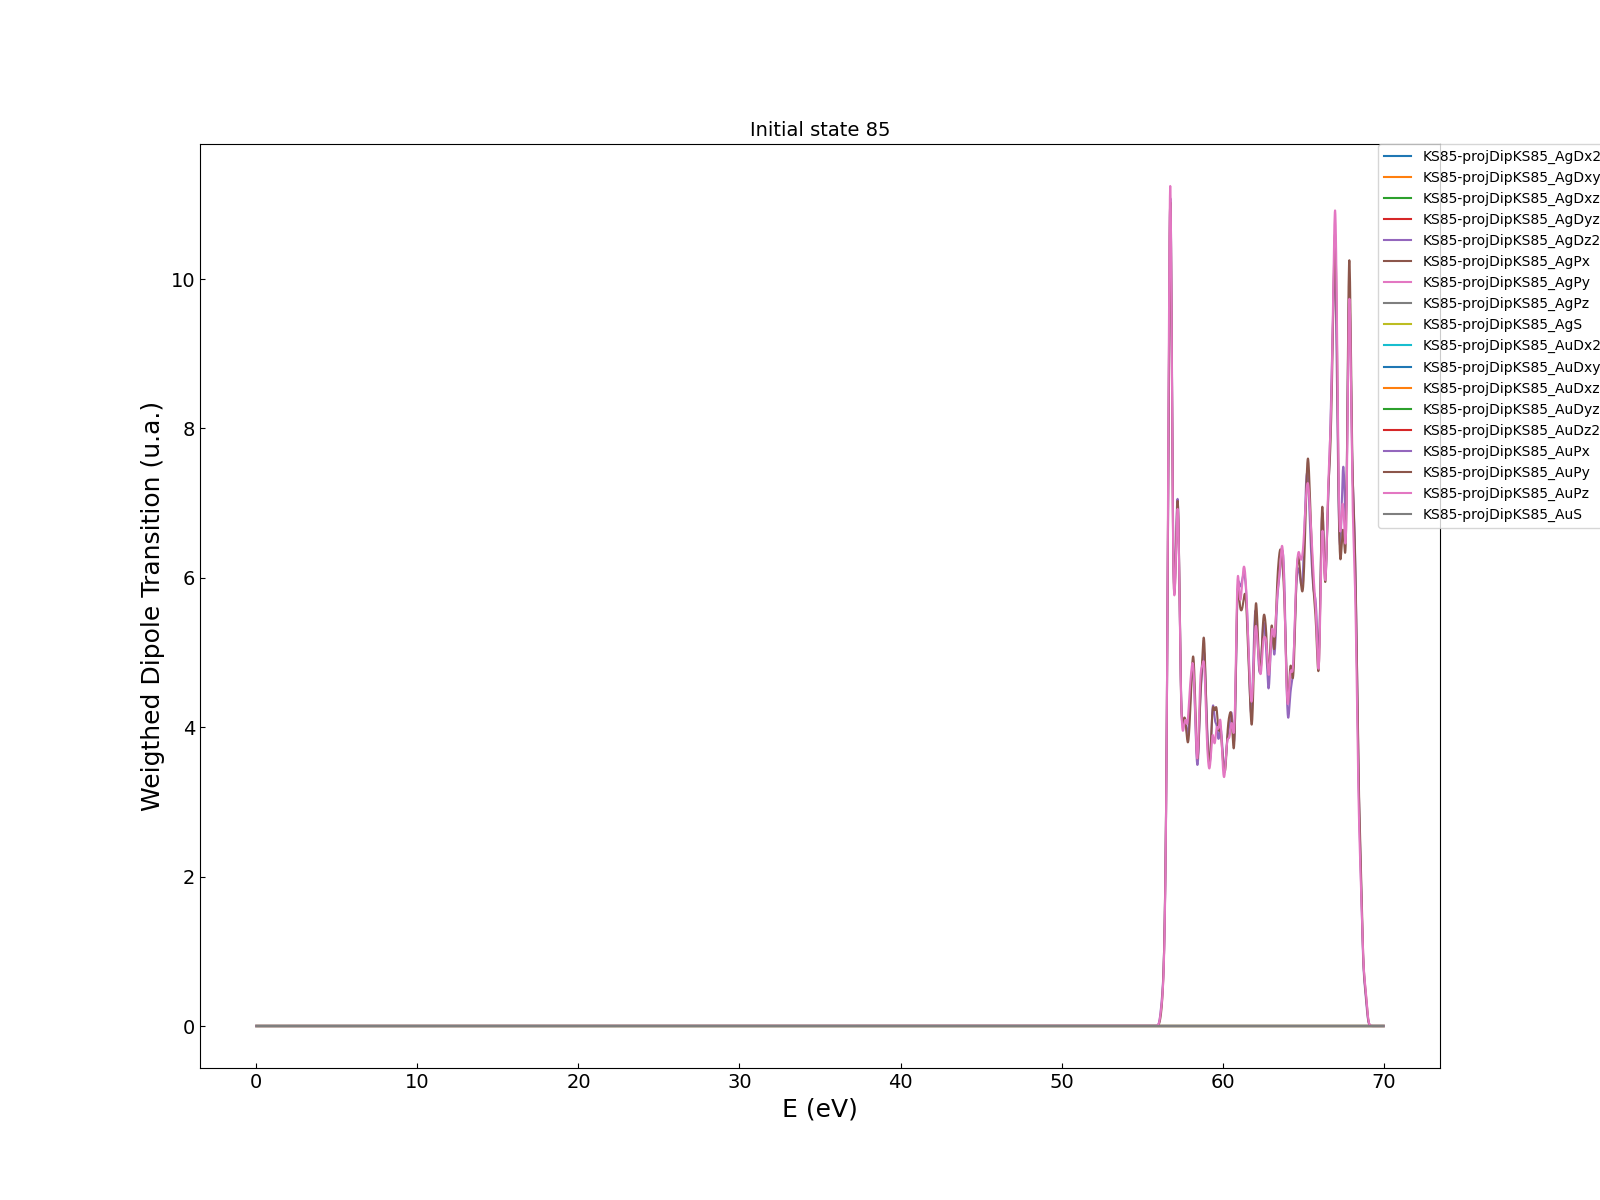 Initial state 85
KS85-projDipKS85_AgDx2
KS85-projDipKS85_AgDxy
KS85-projDipKS85_AgDxz
KS85-projDipKS85_AgDyz
KS85-projDipKS85_AgDz2
KS85-projDipKS85_AgPx
KS85-projDipKS85_AgPy
KS85-projDipKS85_AgPz
KS85-projDipKS85_AgS
KS85-projDipKS85_AuDx2
KS85-projDipKS85_AuDxy
KS85-projDipKS85_AuDxz
KS85-projDipKS85_AuDyz
KS85-projDipKS85_AuDz2
KS85-projDipKS85_AuPx
KS85-projDipKS85_AuPy
KS85-projDipKS85_AuPz
KS85-projDipKS85_AuS
10
8
6
4
2
0
Weigthed Dipole Transition (u.a.)
0 10 20 30 40 50 60 70
E (eV)